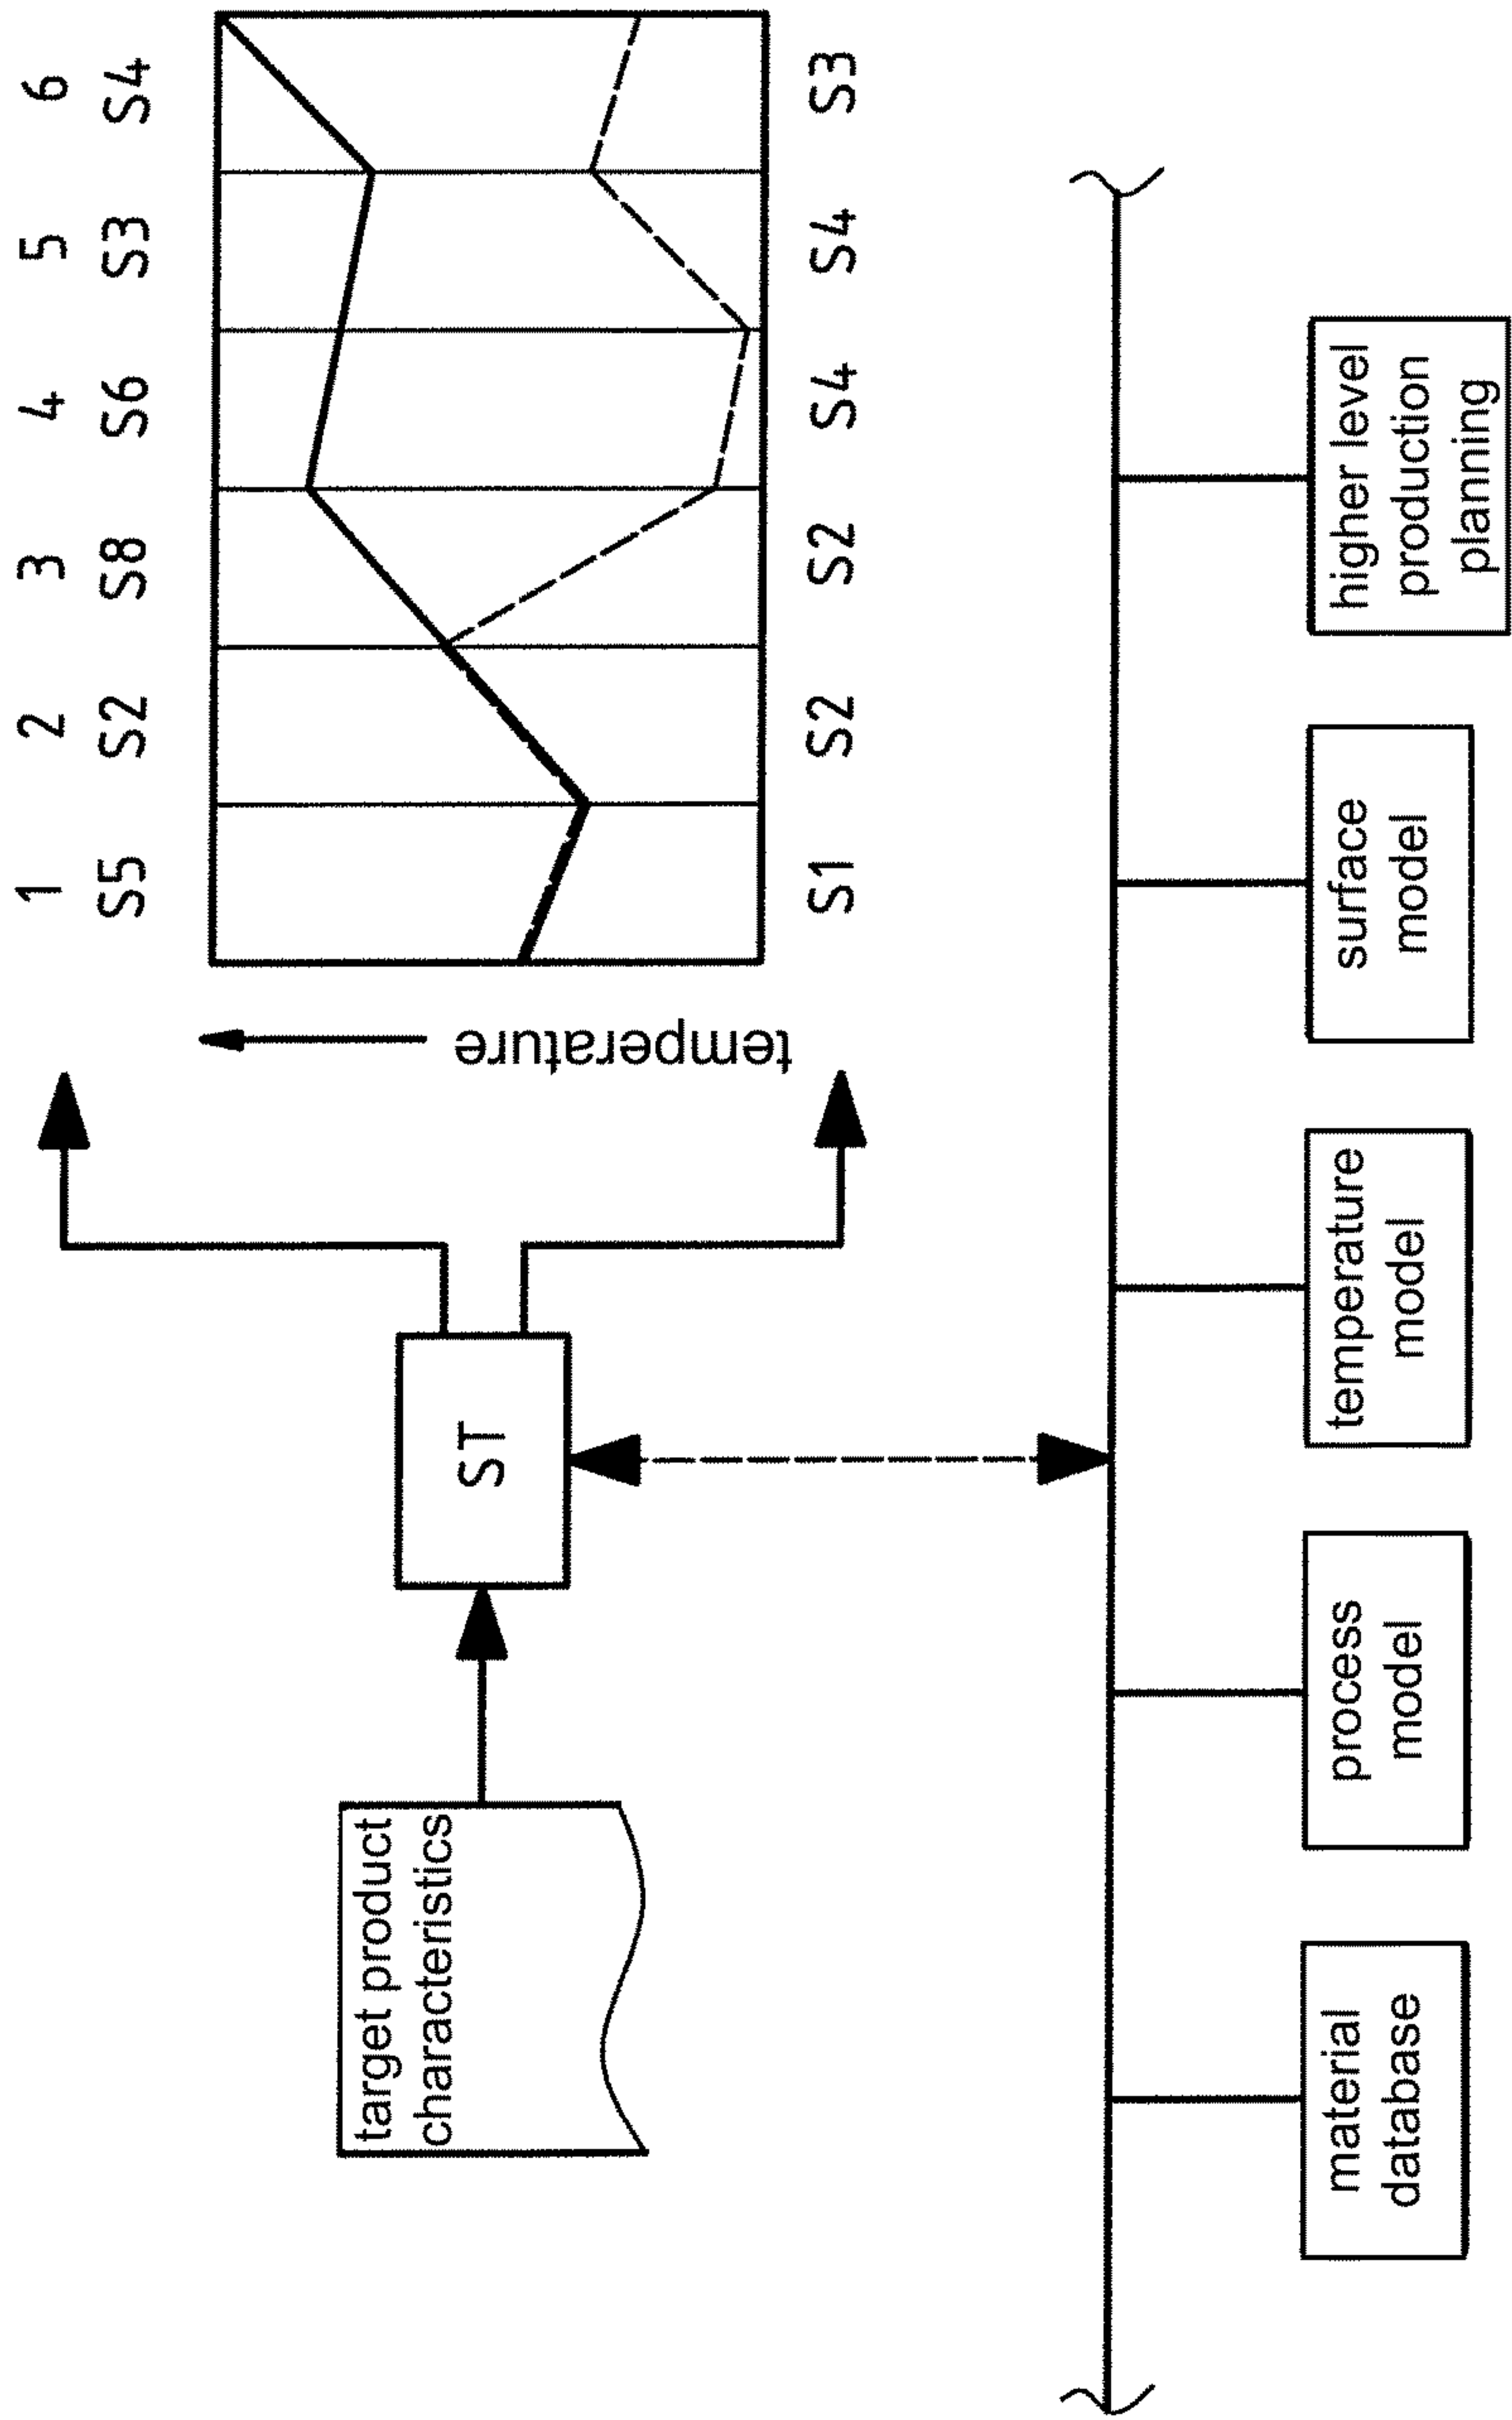 1 2 3 4 5 6
S5 S2 S8 S6 S3 S4
temperature
S1 S2 S2 S4 S4 S3
target product
characteristics
ST
material
database
process
model
temperature
model
surface
model
higher level
production
planning